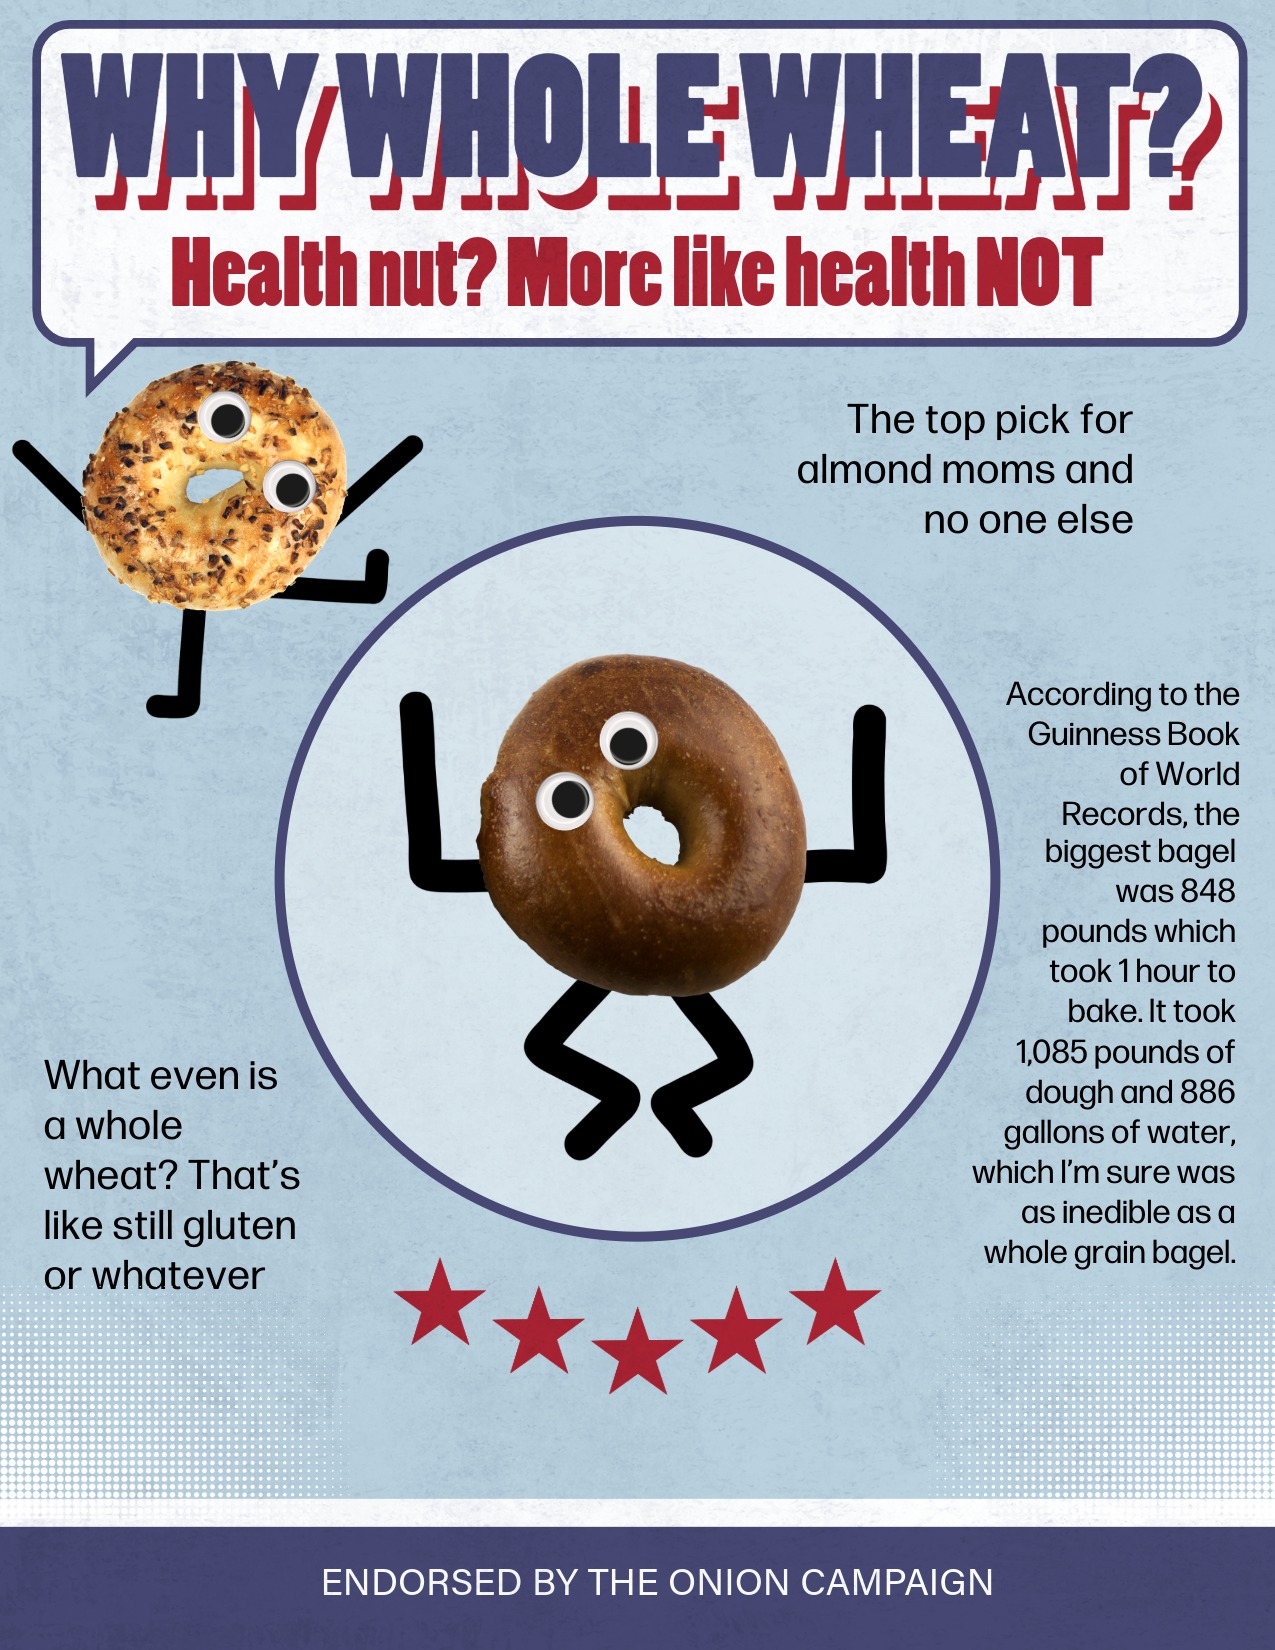 WHY WHOLE WHEAT?
Health nut? More like health NOT
The top pick for
almond moms and
no one else
According to the
Guinness Book
of World
Records, the
biggest bagel
was 848
pounds which
took 1 hour to
bake. It took
1,085 pounds of
dough and 886
gallons of water,
which I'm sure was
as inedible as a
whole grain bagel.
What even is
a whole
wheat? That's
like still gluten
or whatever
ENDORSED BY THE ONION CAMPAIGN